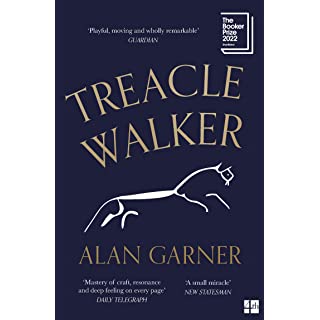 'Playful, moving and wholly remarkable'
GUARDIAN
The
Booker
Prize
2022
TREACLE
WALKER
ALAN GARNER
'Mastery of craft, resonance
and deep feeling on every page'
DAILY TELEGRAPH
'A small miracle'
NEW STATESMAN
4th